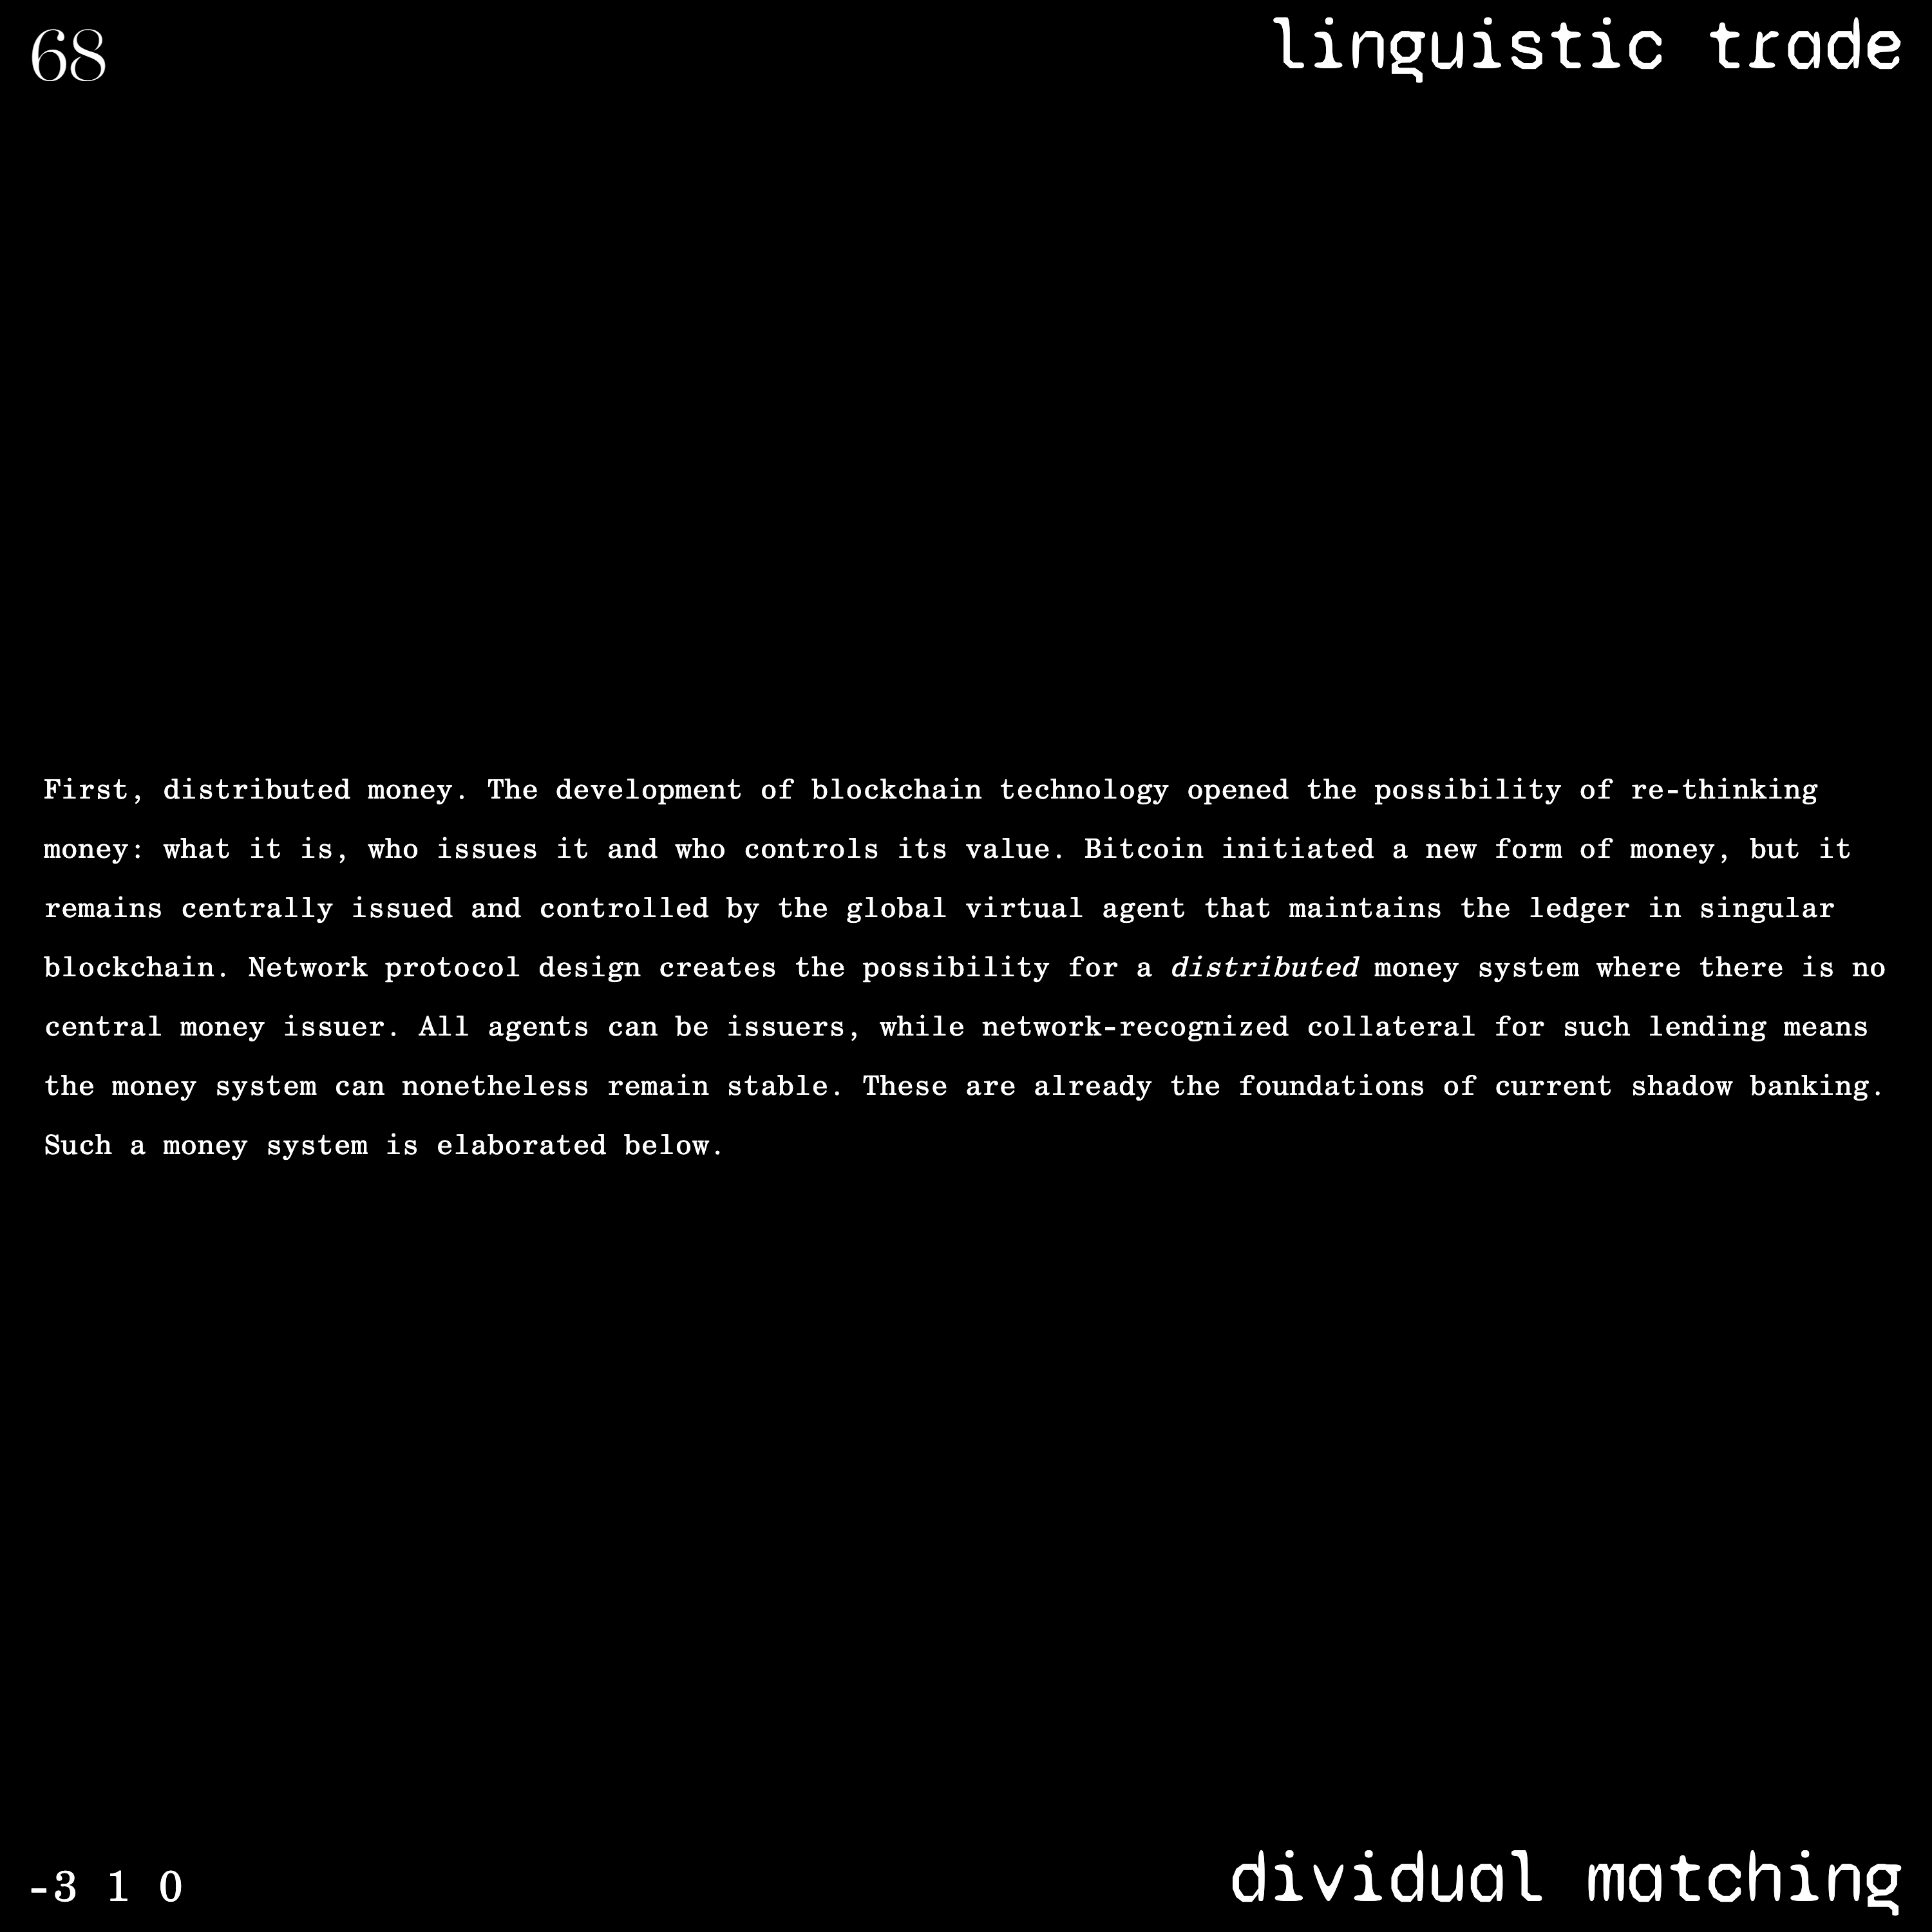 68
linguistic trade
First, distributed money. The development of blockchain technology opened the possibility of re-thinking
money: what it is, who issues it and who controls its value. Bitcoin initiated a new form of money, but it
remains centrally issued and controlled by the global virtual agent that maintains the ledger in singular
blockchain. Network protocol design creates the possibility for a distributed money system where there is no
central money issuer. All agents can be issuers, while network-recognized collateral for such lending means
the money system can nonetheless remain stable. These are already the foundations of current shadow banking.
Such a money system is elaborated below.
-3 1 0
dividual matching